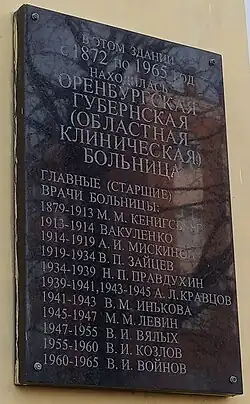 В ЭТОМ ЗДАНИИ
С 1872 ПО 1965 ГОД
НАХОДИЛАСЬ
ОРЕНБУРГСКАЯ
ГУБЕРНСКАЯ
(ОБЛАСТНАЯ
КЛИНИЧЕСКАЯ)
БОЛЬНИЦА
ГЛАВНЫЕ (СТАРШИЕ)
ВРАЧИ БОЛЬНИЦЫ:
1879-1913 М. М. КЕНИГСБЕРГ
1913-1914 ВАКУЛЕНКО
1914-1919 А. И. МИСКИНОВ
1919-1934 В. П. ЗАЙЦЕВ
1934-1939 Н. П. ПРАВДУХИН
1939-1941,1943-1945 А. Л. КРАВЦОВ
1941-1943 В. М. ИНЬКОВА
1945-1947 М. М. ЛЕВИН
1947-1955 В. И. ВЯЛЫХ
1955-1960 В. И. КОЗЛОВ
1960-1965 В. И. ВОЙНОВ